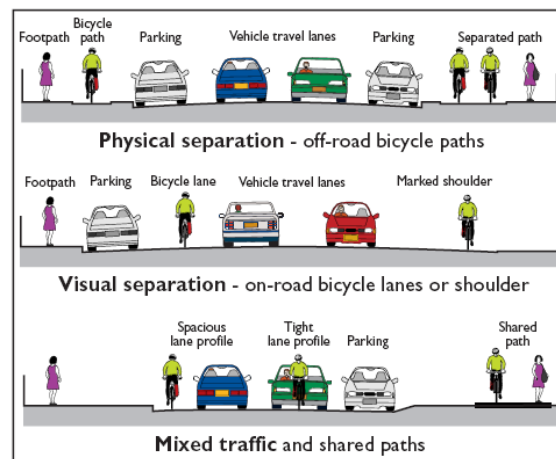 Footpath
Bicycle
path
Parking
Vehicle travel lanes
Parking
Separated path
Physical separation - off-road bicycle paths
Footpath
Parking
Bicycle lane
Vehicle travel lanes
Marked shoulder
Visual separation - on-road bicycle lanes or shoulder
Spacious
lane profile
Tight
lane profile
Parking
Shared
path
Mixed traffic and shared paths